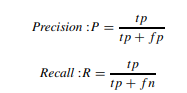 Precision :P = tp / tp + fp
Recall :R = tp / tp + fn